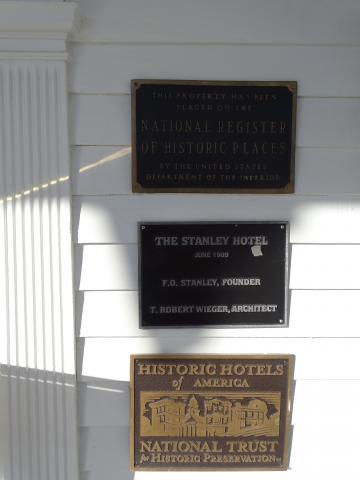 THIS PROPERTY HAS BEEN
PLACED ON THE
NATIONAL REGISTER
OF HISTORIC PLACES
BY THE UNITED STATES
DEPARTMENT OF THE INTERIOR
THE STANLEY HOTEL
JUNE 1909
F.O. STANLEY, FOUNDER
T. ROBERT WIEGER, ARCHITECT
HISTORIC HOTELS
of AMERICA
NATIONAL TRUST
for HISTORIC PRESERVATION